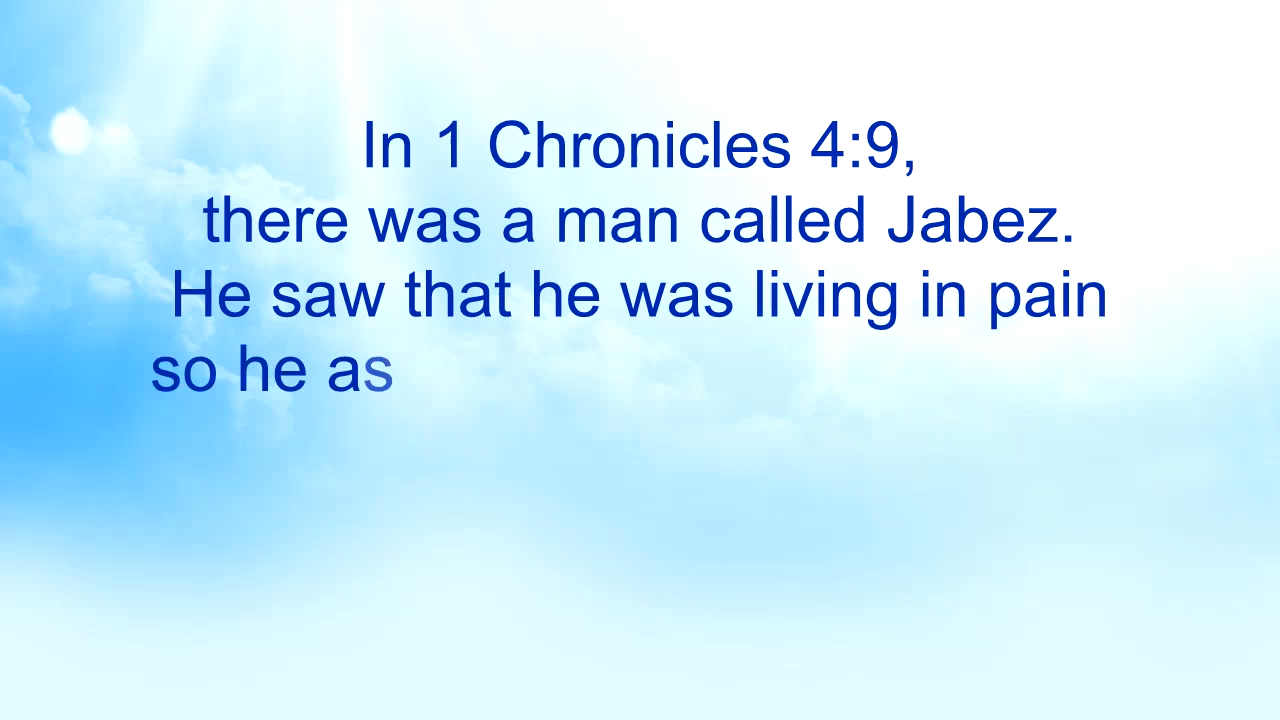 In 1 Chronicles 4:9,
there was a man called Jabez.
He saw that he was living in pain
so he as